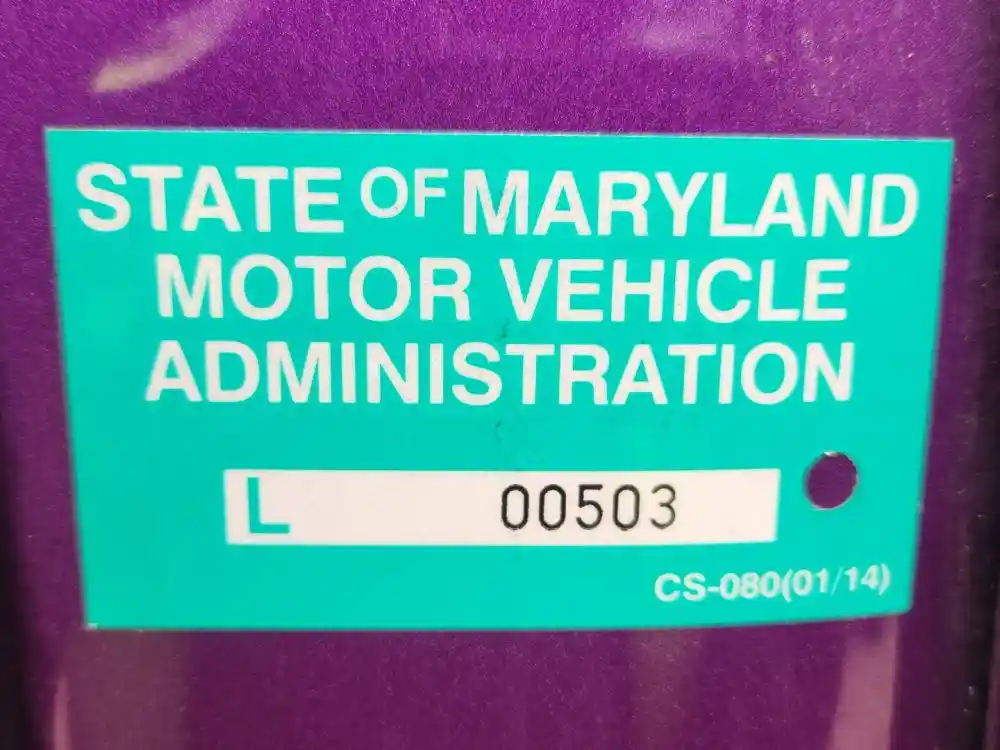 STATE OF MARYLAND
MOTOR VEHICLE
ADMINISTRATION
L 00503
CS-080(01/14)